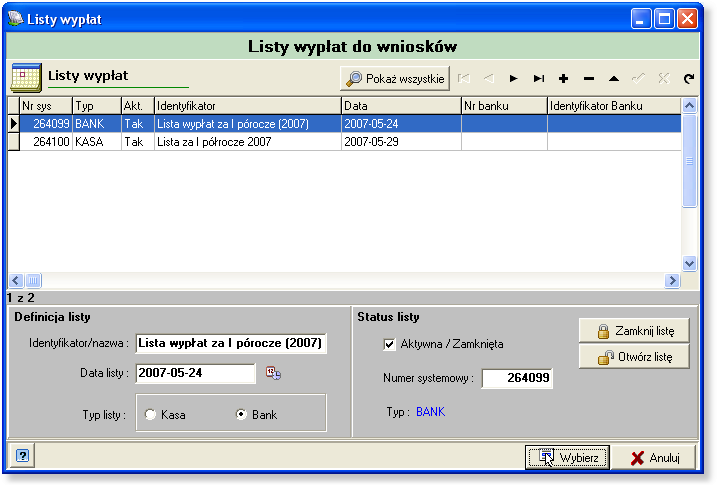 Listy wypłat
Listy wypłat do wniosków
Listy wypłat
Pokaż wszystkie
Nr sys Typ Akt. Identyfikator Data Nr banku Identyfikator Banku
264099 BANK Tak Lista wypłat za I pórocze (2007) 2007-05-24
264100 KASA Tak Lista za I półrocze 2007 2007-05-29
1 z 2
Definicja listy
Identyfikator/nazwa : Lista wypłat za I pórocze (2007)
Data listy : 2007-05-24
Typ listy : Kasa Bank
Status listy
Aktywna / Zamknięta
Numer systemowy : 264099
Typ : BANK
Zamknij listę
Otwórz listę
?
Wybierz
Anuluj